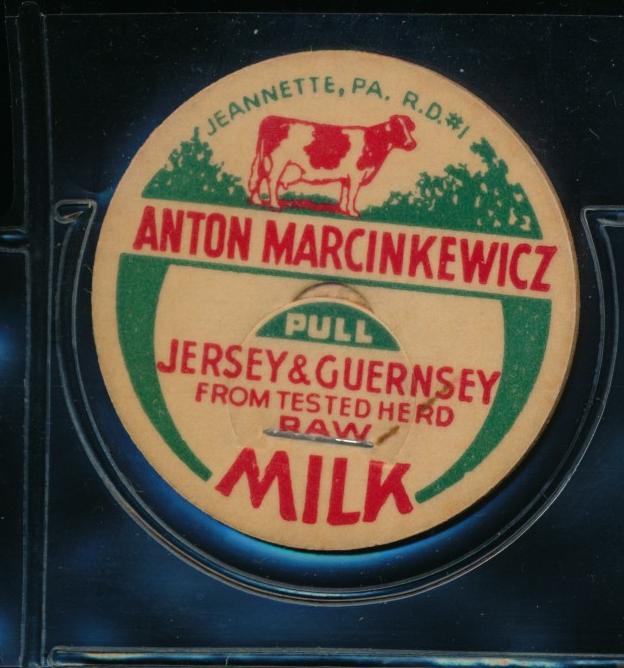 JEANNETTE, PA. R.D.#1
ANTON MARCINKEWICZ
PULL
JERSEY & GUERNSEY
FROM TESTED HERD
RAW
MILK